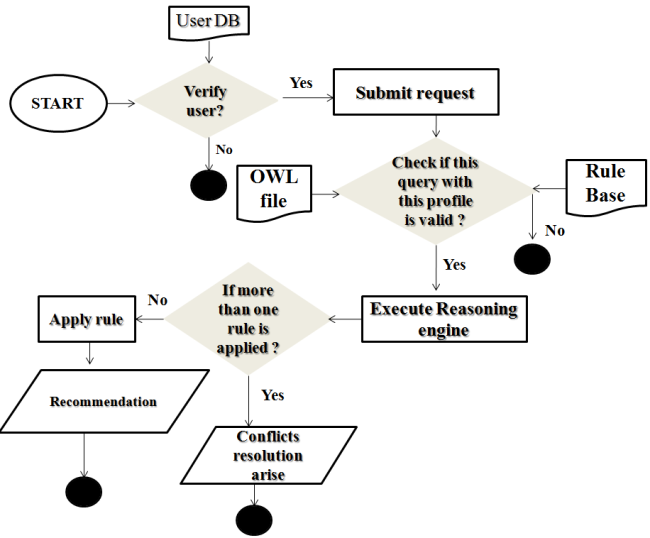 User DB
START
Verify
user?
Yes
Submit request
No
OWL
file
Check if this
query with
this profile
is valid ?
Rule
Base
No
Yes
If more
than one
rule is
applied ?
No
Apply rule
Execute Reasoning
engine
Recommendation
Yes
Conflicts
resolution
arise